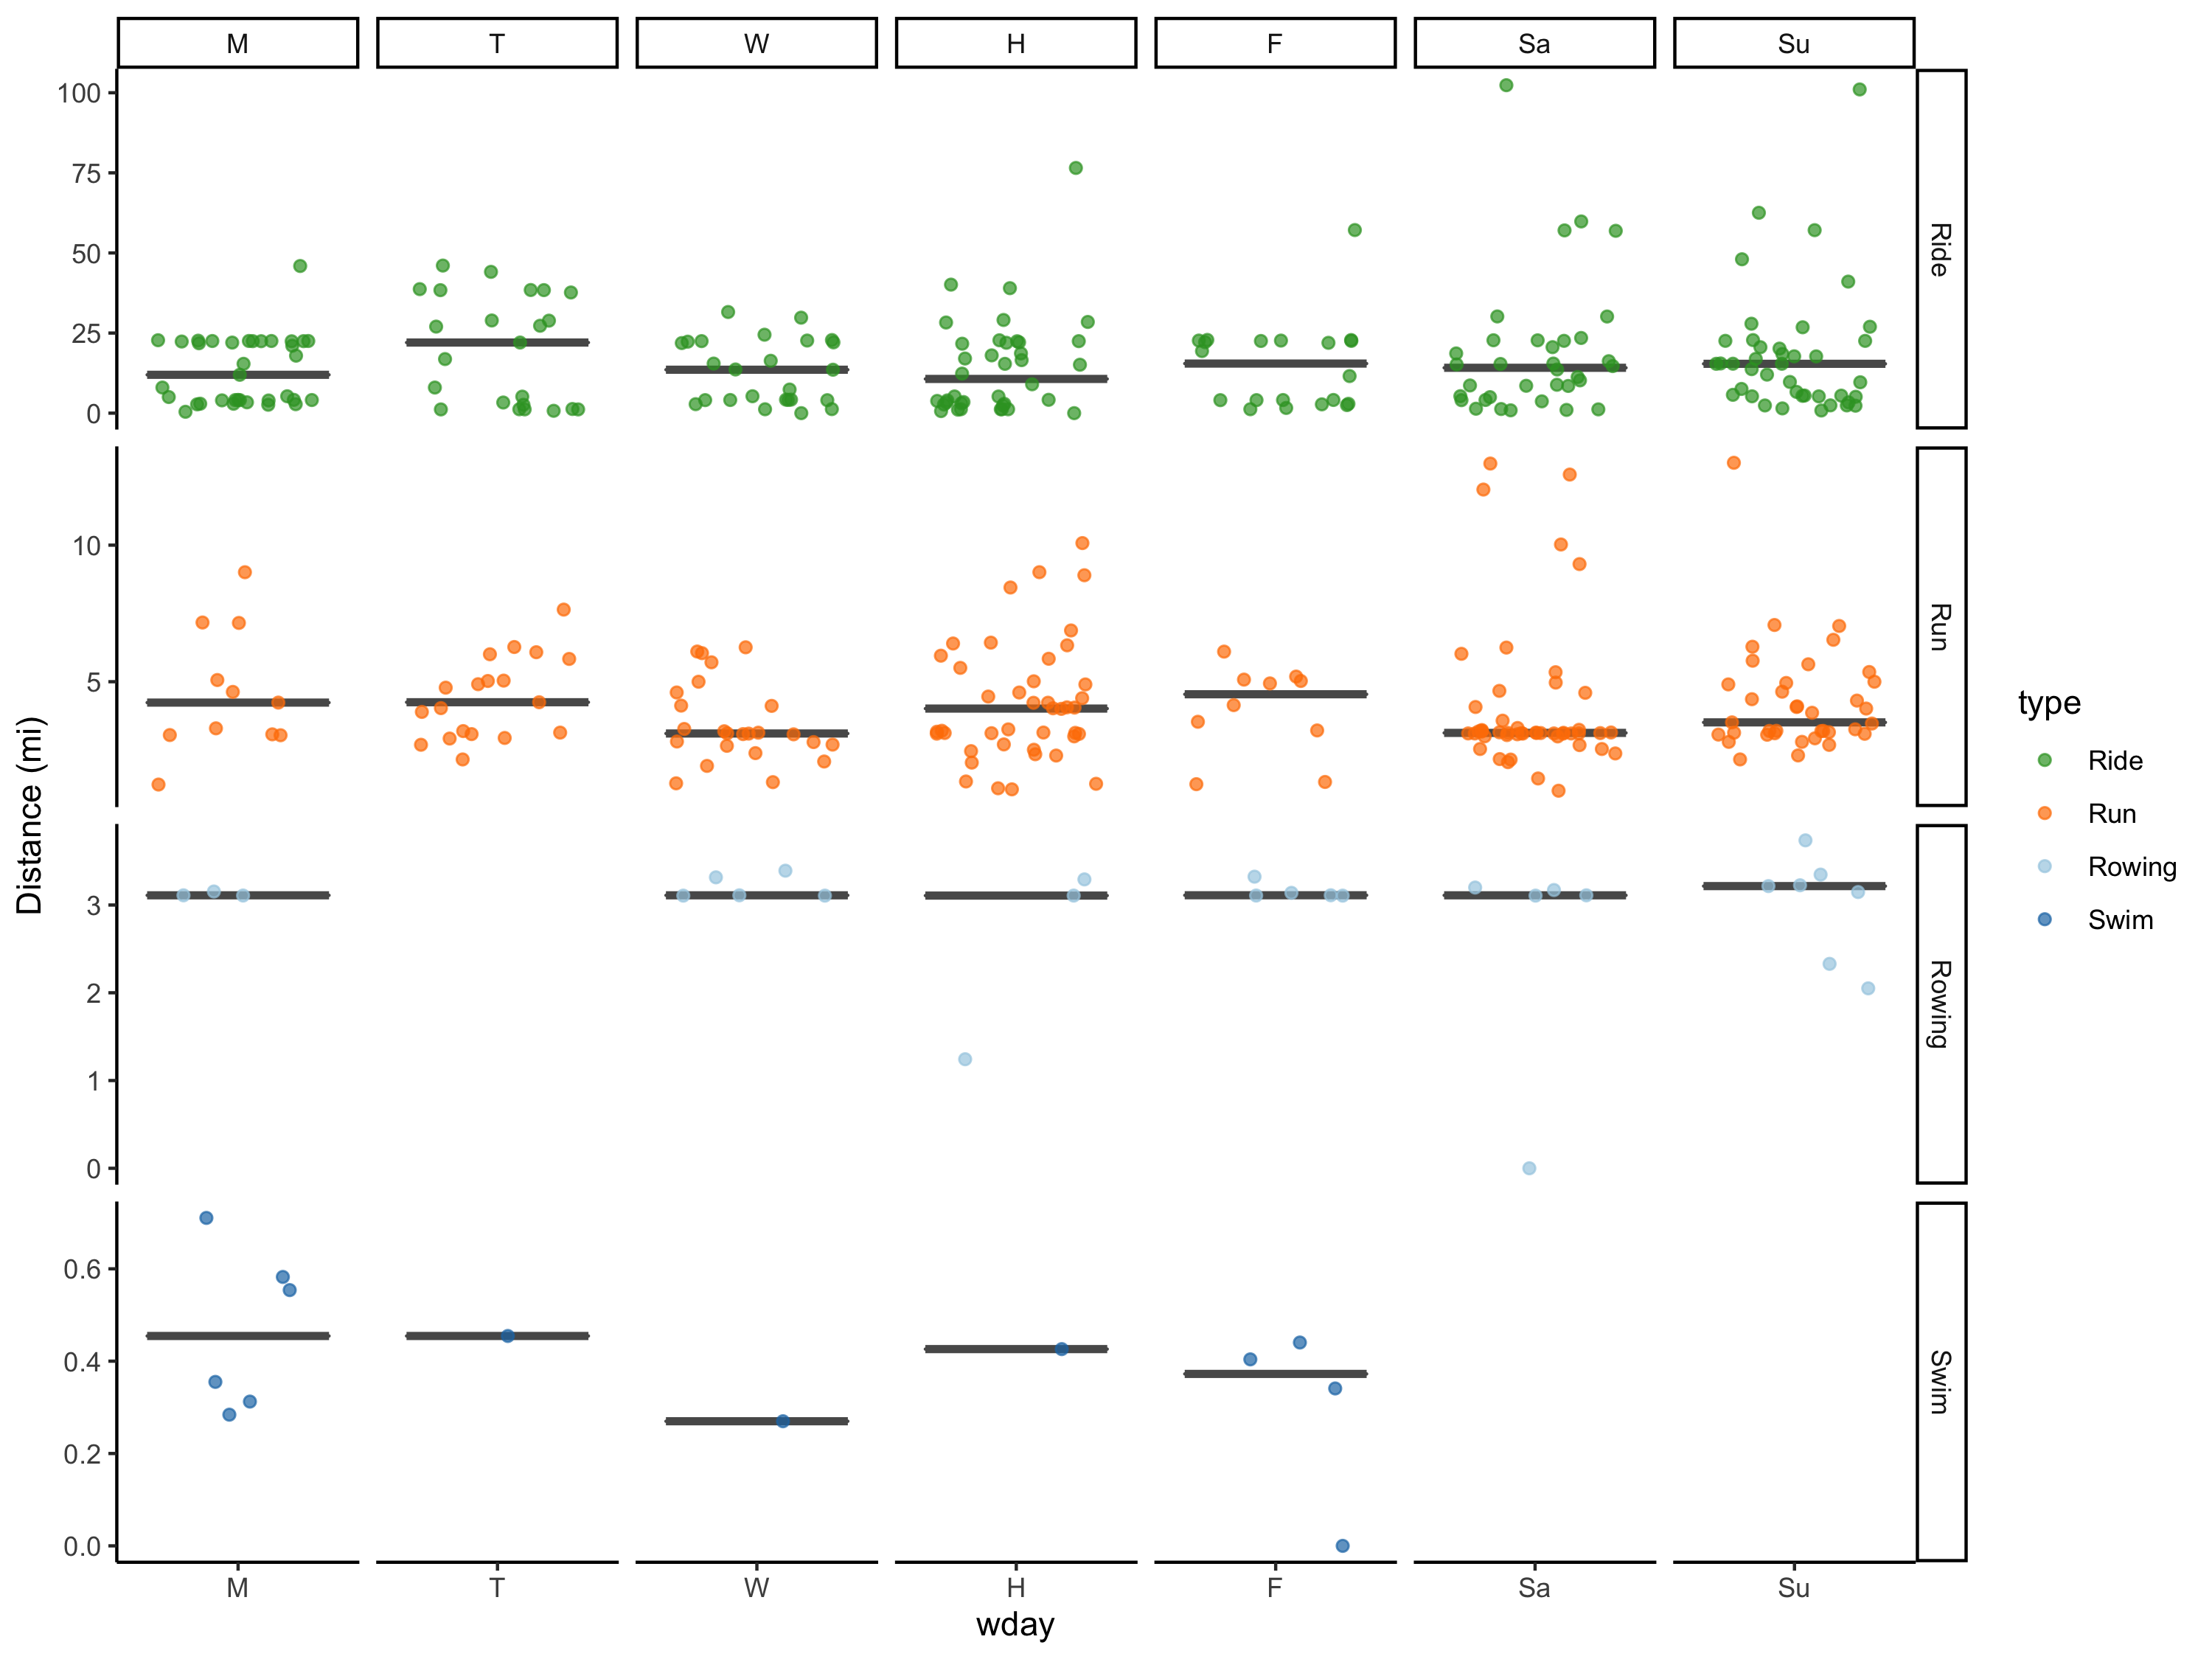 M T W H F Sa Su
100
75
50
25
0
Ride
10
5
Run
3
2
1
0
Rowing
0.6
0.4
0.2
0.0
Swim
M T W H F Sa Su
wday
Distance (mi)
type
Ride
Run
Rowing
Swim